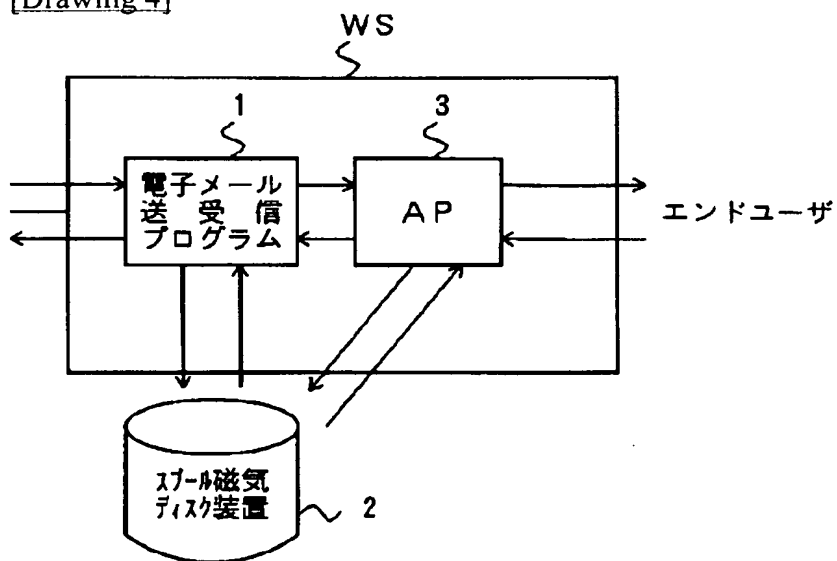 [Drawing 4]
WS
1
3
電子メール
送受信
プログラム
AP
エンドユーザ
スプール磁気
ディスク装置
2